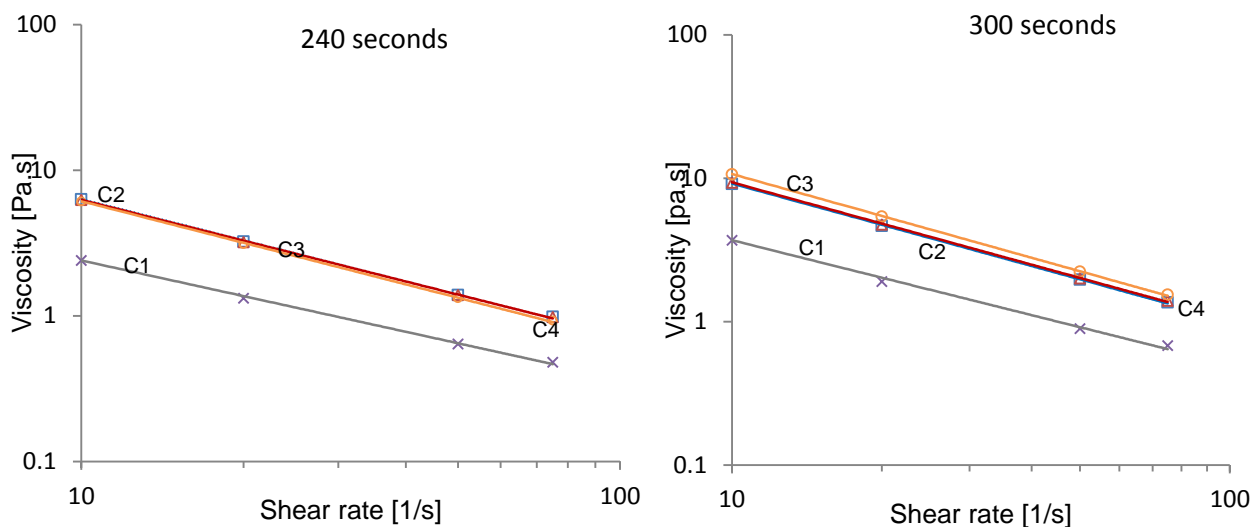 240 seconds
100
10
1
0.1
Viscosity [Pa.s]
C2
C3
C1
C4
10
100
Shear rate [1/s]
300 seconds
100
10
1
0.1
Viscosity [pa,s]
C3
C1
C2
C4
10
100
Shear rate [1/s]